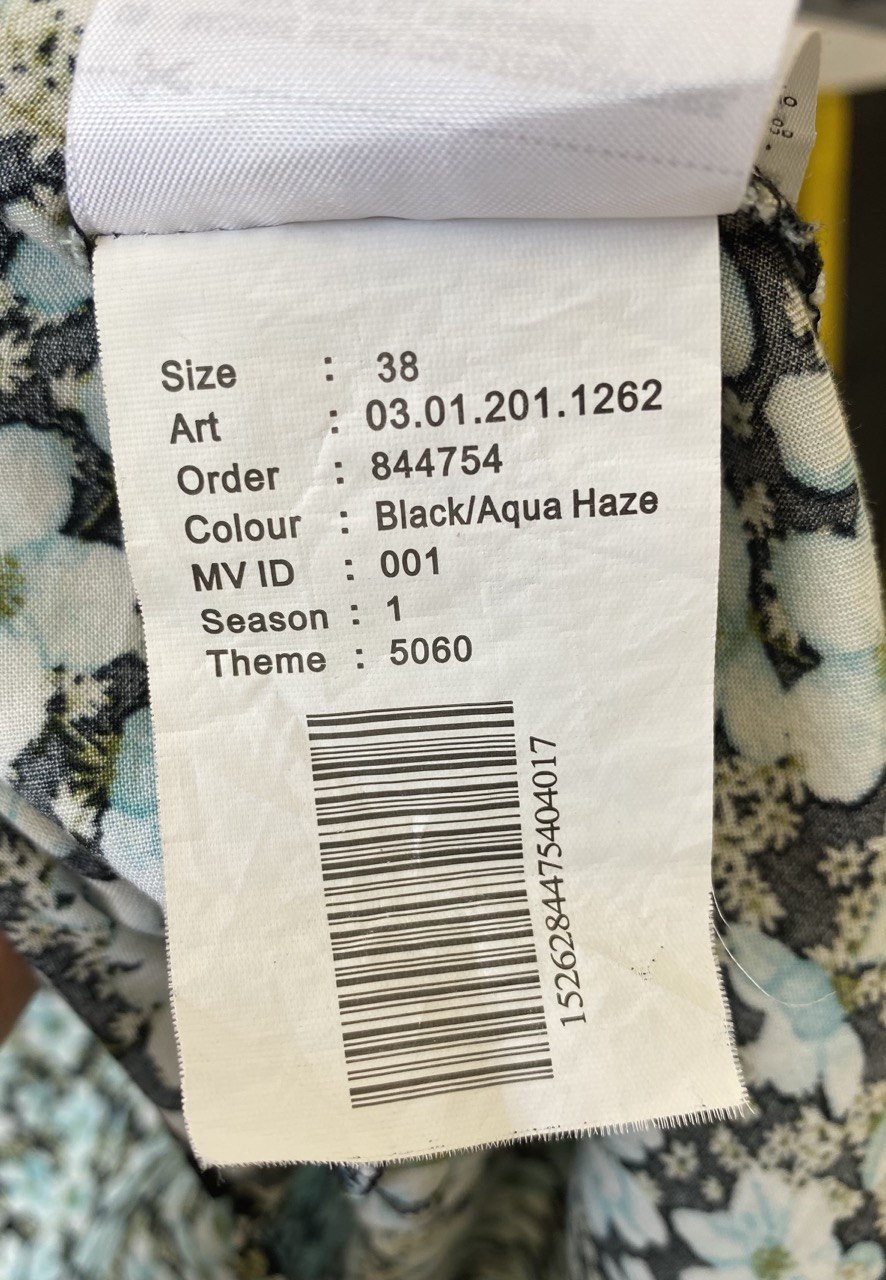 Size : 38
Art : 03.01.201.1262
Order : 844754
Colour : Black/Aqua Haze
MV ID : 001
Season : 1
Theme : 5060
1526284475404017